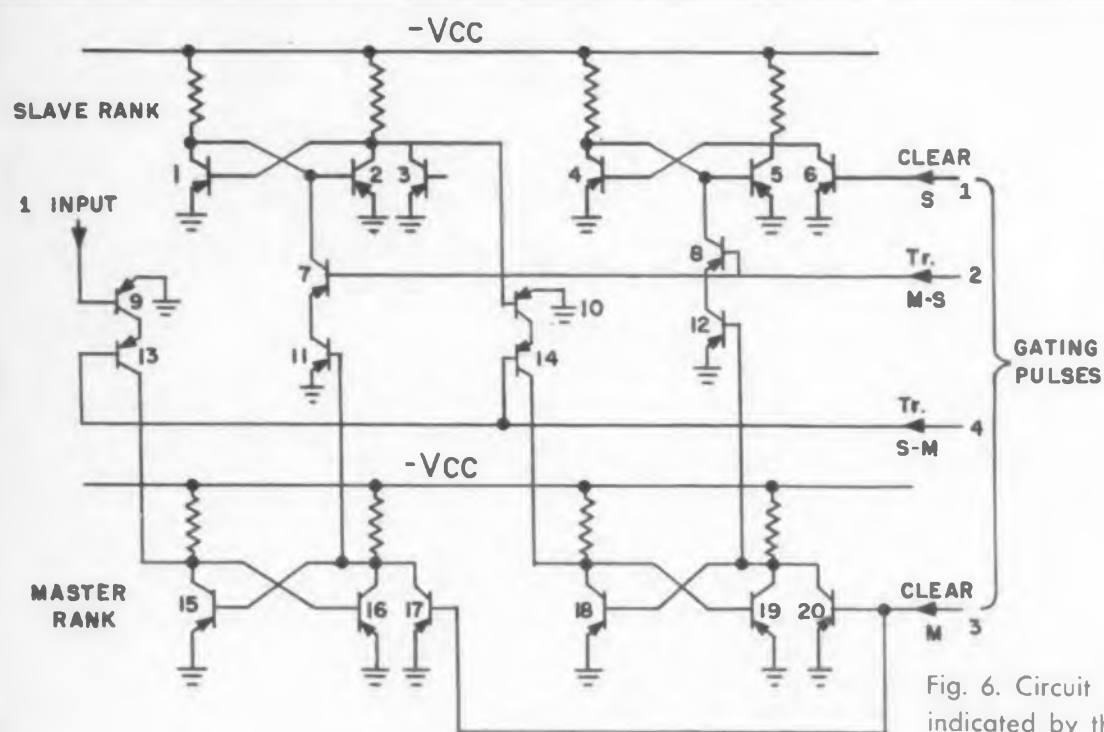 -VCC
SLAVE RANK
1 2 3 4 5 6
CLEAR
S 1
1 INPUT
7 8
Tr. 2
M-S
9 10
13 11 14 12
GATING
PULSES
Tr. 4
S-M
-VCC
MASTER
RANK
15 16 17 18 19 20
CLEAR
M 3
Fig. 6. Circuit
indicated by th